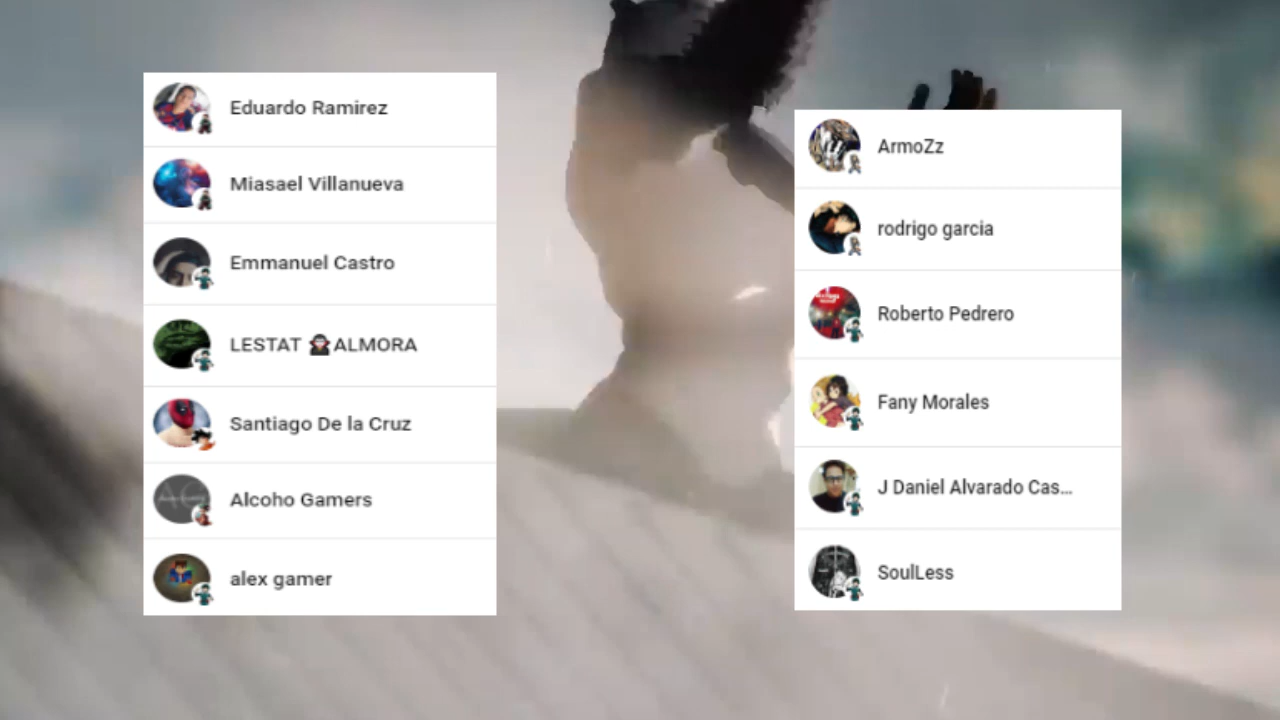 Eduardo Ramirez
Miasael Villanueva
Emmanuel Castro
LESTAT 🧛🏻‍♂️ALMORA
Santiago De la Cruz
Alcoho Gamers
alex gamer
ArmoZz
rodrigo garcia
Roberto Pedrero
Fany Morales
J Daniel Alvarado Cas...
SoulLess